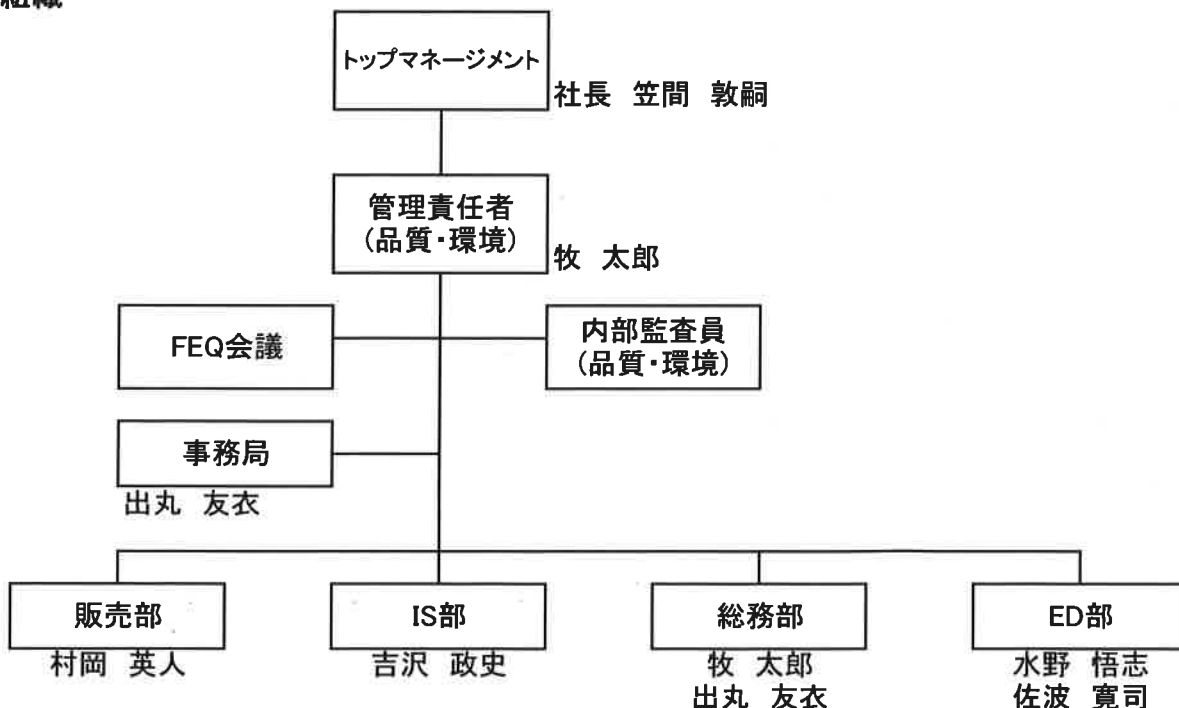 組織
トップマネージメント
社長 笠間 敦嗣
管理責任者
(品質・環境)
牧 太郎
FEQ会議
内部監査員
(品質・環境)
事務局
出丸 友衣
販売部
村岡 英人
IS部
吉沢 政史
総務部
牧 太郎
出丸 友衣
ED部
水野 悟志
佐波 寛司